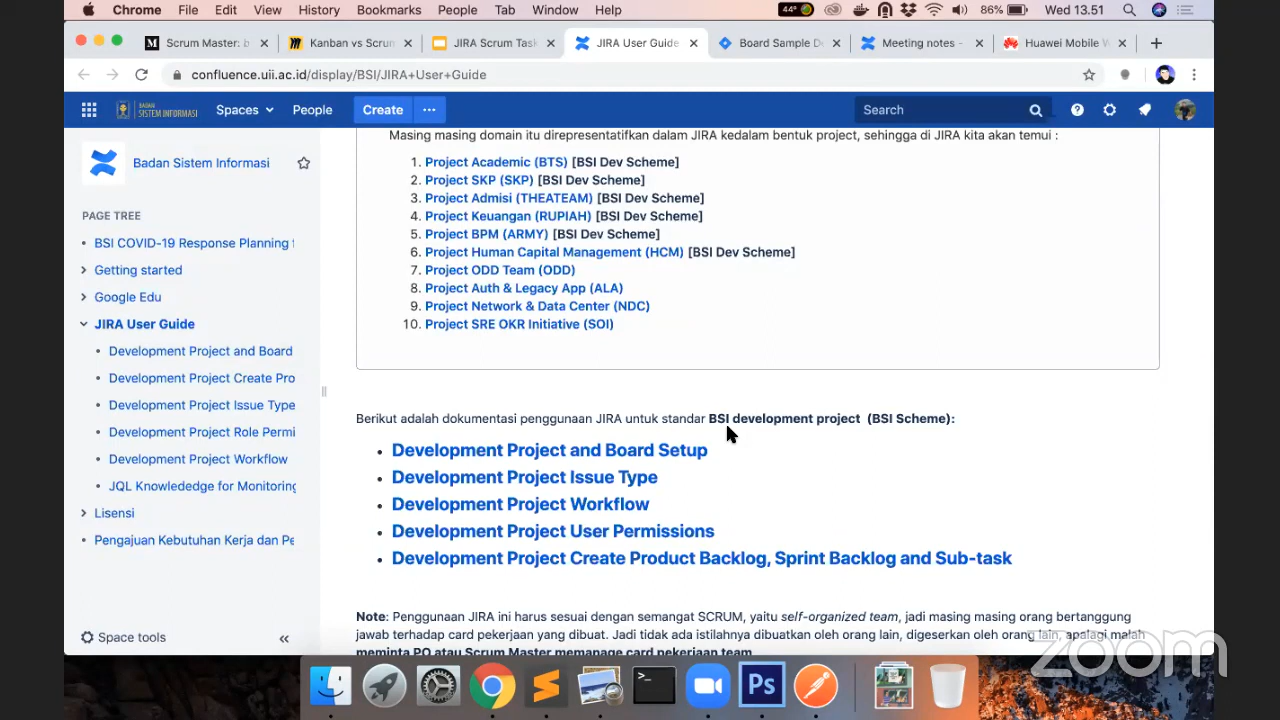 Chrome File Edit View History Bookmarks People Tab Window Help 44° 86% Wed 13.51
Scrum Master: b
Kanban vs Scrun
JIRA Scrum Task
JIRA User Guide
Board Sample De
Meeting notes -
Huawei Mobile W
confluence.uii.ac.id/display/BSI/JIRA+User+Guide
BADAN
SISTEM INFORMASI
Spaces People Create Search
Badan Sistem Informasi
PAGE TREE
BSI COVID-19 Response Planning
Getting started
Google Edu
JIRA User Guide
Development Project and Board
Development Project Create Pro
Development Project Issue Type
Development Project Role Permi
Development Project Workflow
JQL Knowlededge for Monitoring
Lisensi
Pengajuan Kebutuhan Kerja dan Pe
Space tools
Masing masing domain itu direpresentatifkan dalam JIRA kedalam bentuk project, sehingga di JIRA kita akan temui :
1. Project Academic (BTS) [BSI Dev Scheme]
2. Project SKP (SKP) [BSI Dev Scheme]
3. Project Admisi (THEATEAM) [BSI Dev Scheme]
4. Project Keuangan (RUPIAH) [BSI Dev Scheme]
5. Project BPM (ARMY) [BSI Dev Scheme]
6. Project Human Capital Management (HCM) [BSI Dev Scheme]
7. Project ODD Team (ODD)
8. Project Auth & Legacy App (ALA)
9. Project Network & Data Center (NDC)
10. Project SRE OKR Initiative (SOI)
Berikut adalah dokumentasi penggunaan JIRA untuk standar BSI development project (BSI Scheme):
• Development Project and Board Setup
• Development Project Issue Type
• Development Project Workflow
• Development Project User Permissions
• Development Project Create Product Backlog, Sprint Backlog and Sub-task
Note: Penggunaan JIRA ini harus sesuai dengan semangat SCRUM, yaitu self-organized team, jadi masing masing orang bertanggung
jawab terhadap card pekerjaan yang dibuat. Jadi tidak ada istilahnya dibuatkan oleh orang lain, digeserkan oleh orang lain, apalagi malah
meminta PO atau Scrum Master memanage card pekerjaan team
zoom
Ps